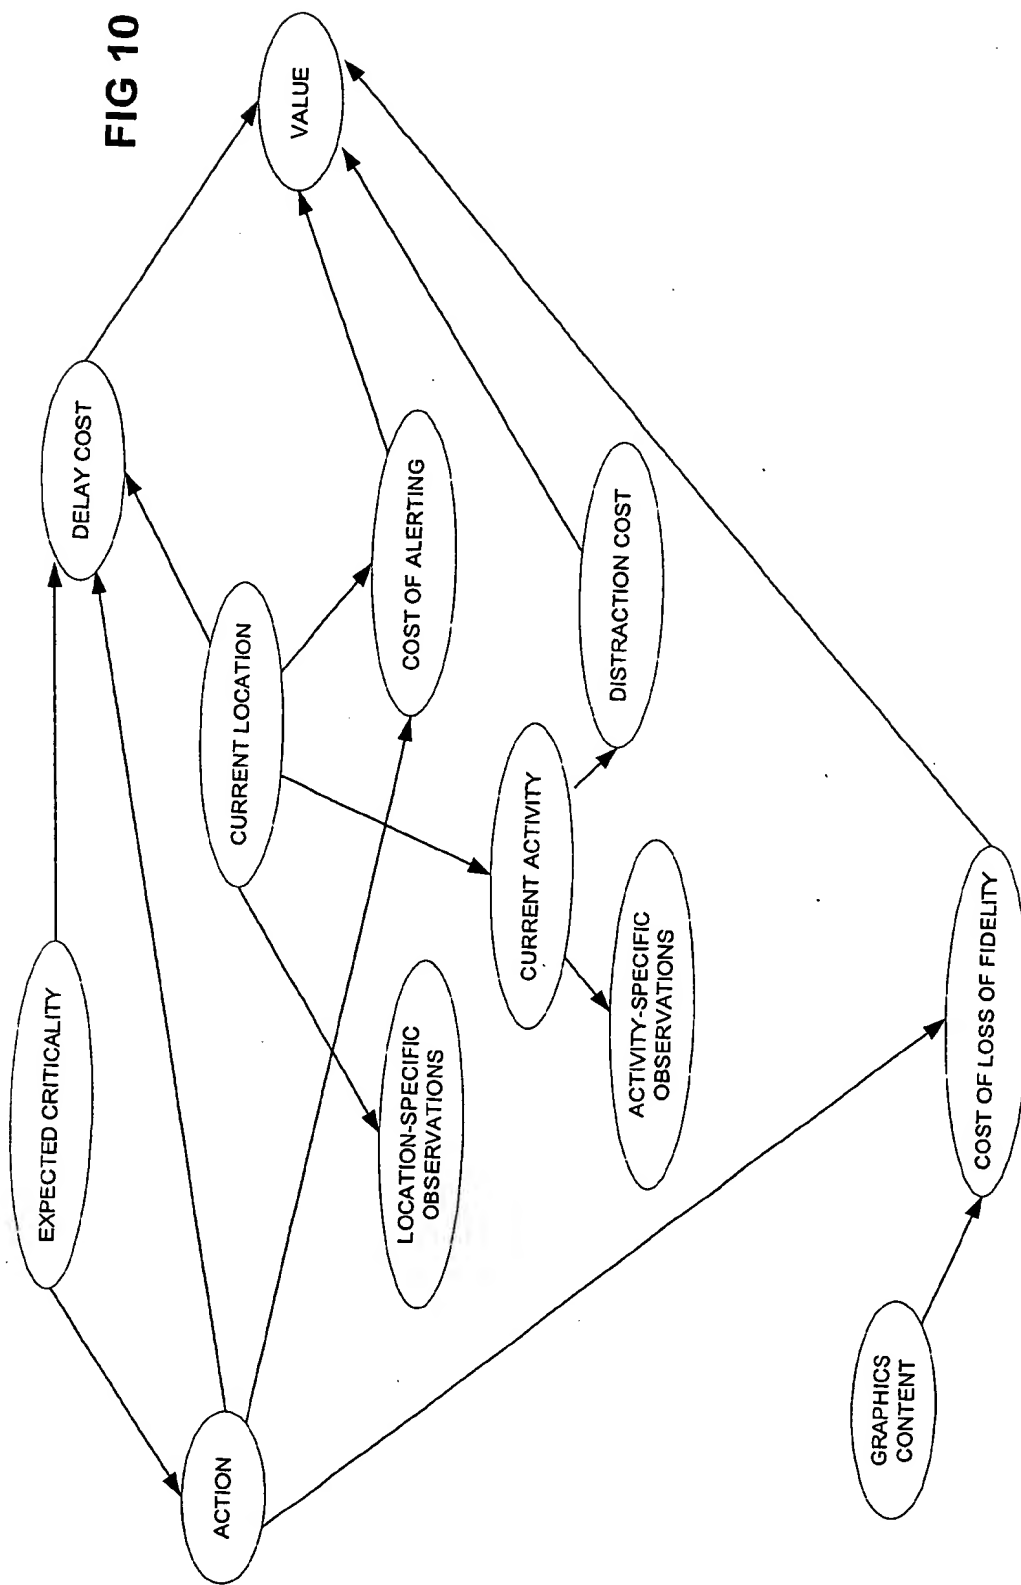 FIG 10
EXPECTED CRITICALITY
DELAY COST
ACTION
CURRENT LOCATION
VALUE
LOCATION-SPECIFIC
OBSERVATIONS
COST OF ALERTING
CURRENT ACTIVITY
ACTIVITY-SPECIFIC
OBSERVATIONS
DISTRACTION COST
GRAPHICS
CONTENT
COST OF LOSS OF FIDELITY